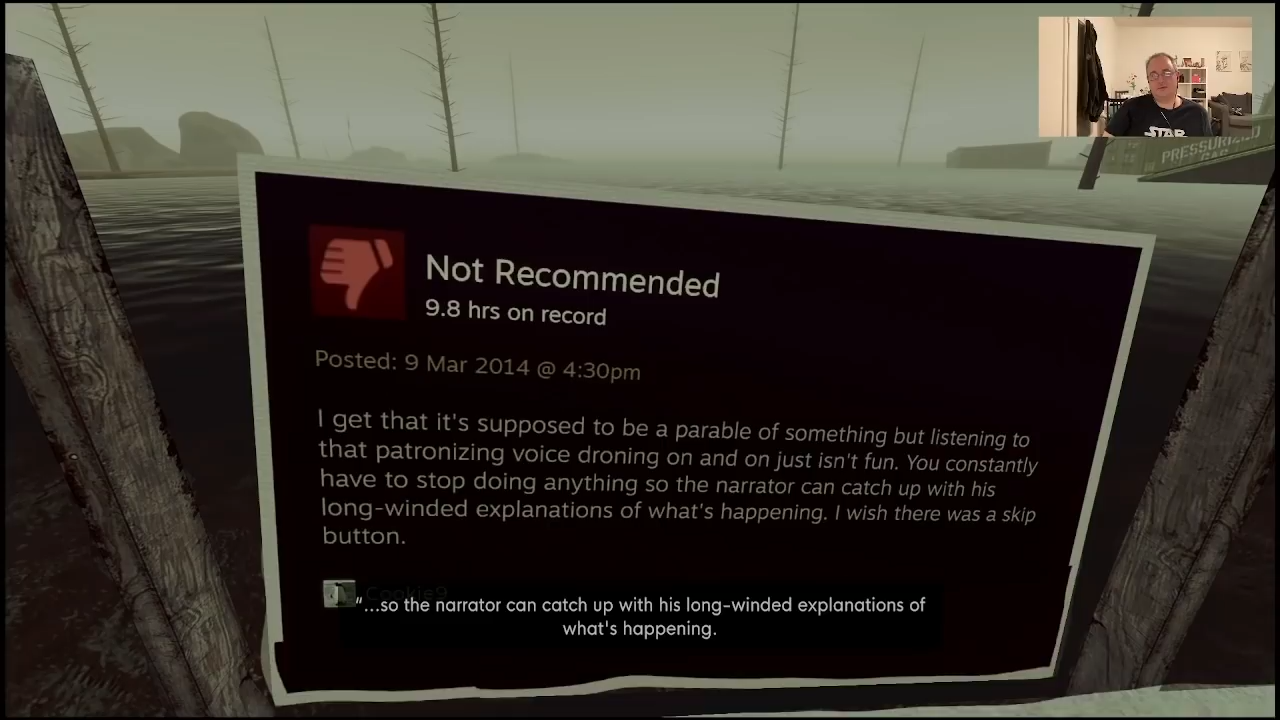 STAR
PRESSURIZED
GAS
Not Recommended
9.8 hrs on record
Posted: 9 Mar 2014 @ 4:30pm
I get that it's supposed to be a parable of something but listening to
that patronizing voice droning on and on just isn't fun. You constantly
have to stop doing anything so the narrator can catch up with his
long-winded explanations of what's happening. I wish there was a skip
button.
Cookie9
"...so the narrator can catch up with his long-winded explanations of
what's happening.